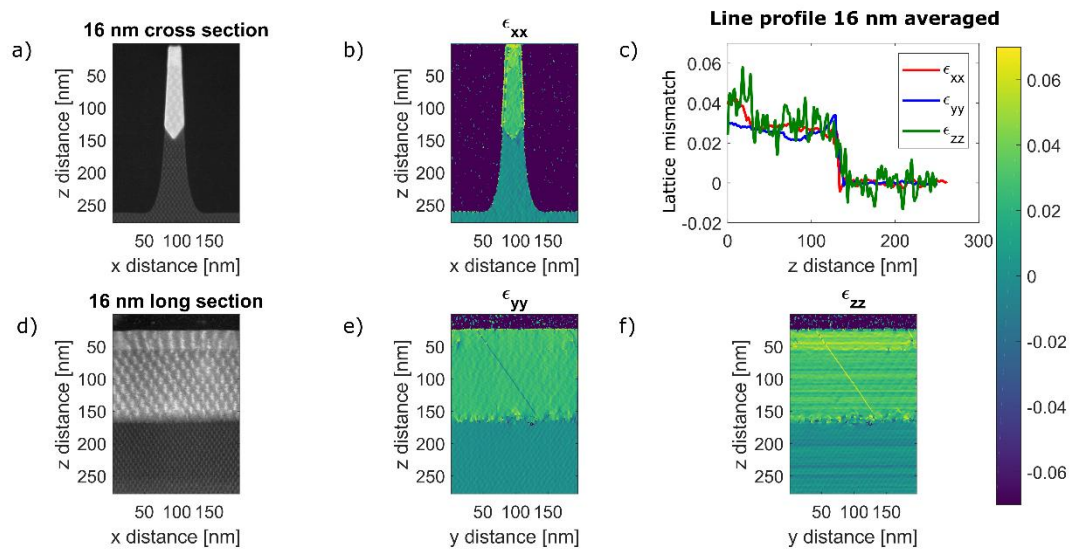 a)
16 nm cross section
50
100
150
200
250
z distance [nm]
50 100 150
x distance [nm]
b)
ϵxx
50
100
150
200
250
z distance [nm]
50 100 150
x distance [nm]
c)
Line profile 16 nm averaged
0.06
0.04
0.02
0
-0.02
Lattice mismatch
ϵxx
ϵyy
ϵzz
0 100 200 300
z distance [nm]
0.06
0.04
0.02
0
-0.02
-0.04
-0.06
d)
16 nm long section
50
100
150
200
250
z distance [nm]
50 100 150
x distance [nm]
e)
ϵyy
50
100
150
200
250
z distance [nm]
50 100 150
y distance [nm]
f)
ϵzz
50
100
150
200
250
z distance [nm]
50 100 150
y distance [nm]